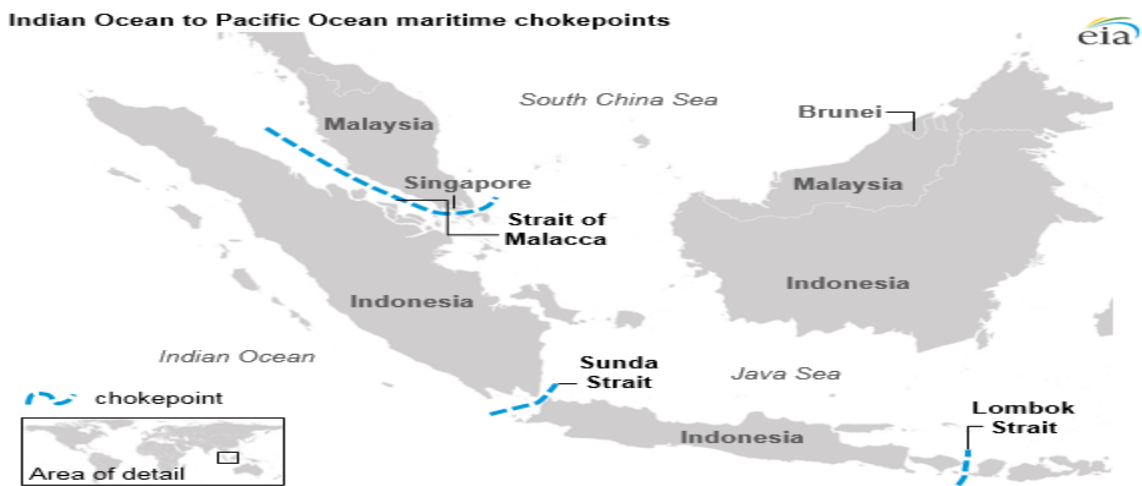 Indian Ocean to Pacific Ocean maritime chokepoints
eia
South China Sea
Brunei
Malaysia
Malaysia
Singapore
Strait of
Malacca
Indonesia
Indonesia
Indian Ocean
Sunda
Strait
Java Sea
chokepoint
Lombok
Strait
Indonesia
Area of detail